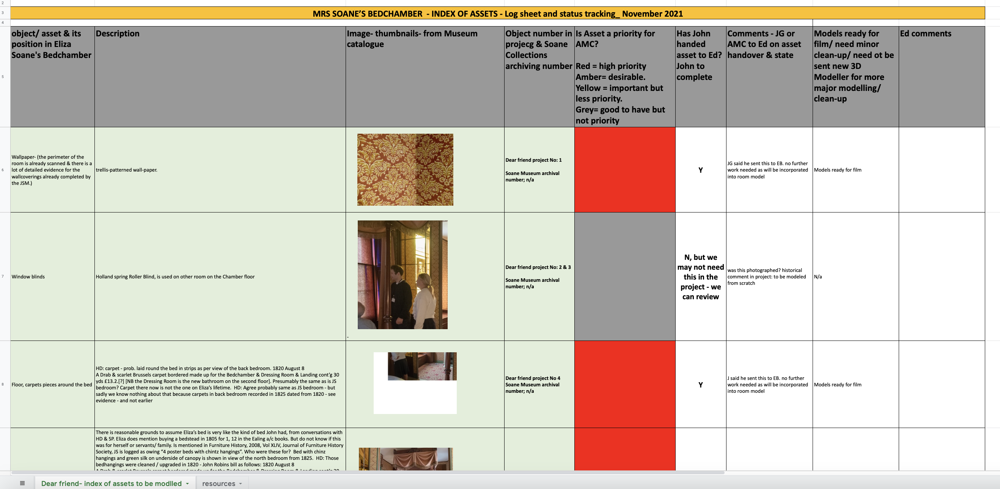 2
3
MRS SOANE’S BEDCHAMBER - INDEX OF ASSETS - Log sheet and status tracking_ November 2021
4
5
object/ asset & its
position in Eliza
Soane's Bedchamber
Description
Image- thumbnails- from Museum
catalogue
Object number in
projecg & Soane
Collections
archiving number
Is Asset a priority for
AMC?
Red = high priority
Amber= desirable.
Yellow = important but
less priority.
Grey= good to have but
not priority
Has John
handed
asset to Ed?
John to
complete
Comments - JG or
AMC to Ed on asset
handover & state
Models ready for
film/ need minor
clean-up/ need ot be
sent new 3D
Modeller for more
major modelling/
clean-up
Ed comments
6
Wallpaper- (the perimeter of the
room is already scanned & there is a
lot of detailed evidence for the
wallcoverings already completed by
the JSM.)
trellis-patterned wall-paper.
Dear friend project No: 1
Soane Museum archival
number; n/a
Y
JG said he sent this to EB. no further
work needed as will be incorporated
into room model
Models ready for film
7
Window blinds
Holland spring Roller Blind, is used on other room on the Chamber floor
-
Dear friend project No: 2 & 3
Soane Museum archival
number; n/a
N, but we
may not need
this in the
project - we
can review
was this photographed? historical
comment in project: to be modeled
from scratch
N/a
8
Floor, carpets pieces around the bed
HD: carpet - prob. laid round the bed in strips as per view of the back bedroom. 1820 August 8
A Drab & scarlet Brussels carpet bordered made up for the Bedchamber & Dressing Room & Landing cont’g 30
yds £13.2.[?] [NB the Dressing Room is the new bathroom on the second floor]. Presumably the same as is JS
bedroom? Carpet there now is not the one on Eliza’s lifetime.  HD: Agree probably same as JS bedroom - but
sadly we know nothing about that because carpets in back bedroom recorded in 1825 dated from 1820 - see
evidence - and not earlier
Dear friend project No 4
Soane Museum archival
number; n/a
Y
J said he sent this to EB. no further
work needed as will be incorporated
into room model
Models ready for film
There is reasonable grounds to assume Eliza’s bed is very like the kind of bed John had, from conversations with
HD & SP. Eliza does mention buying a bedstead in 1805 for 1, 12 in the Ealing a/c books. But do not know if this
was for herself or servants/ family. Is mentioned in Furniture History, 2008, Vol XLIV, Journal of Furniture History
Society, JS is logged as owing “4 poster beds with chintz hangings”. Who were these for?  Bed with chinz
hangings and green silk on underside of canopy is shown in view of the north bedroom from 1825.  HD: Those
bedhangings were cleaned / upgraded in 1820 - John Robins bill as follows: 1820 August 8
A Drab & scarlet Brussels carpet bordered made up for the Bedchamber & Dressing Room & Landing cont’g 30
Dear friend- index of assets to be modlled
resources